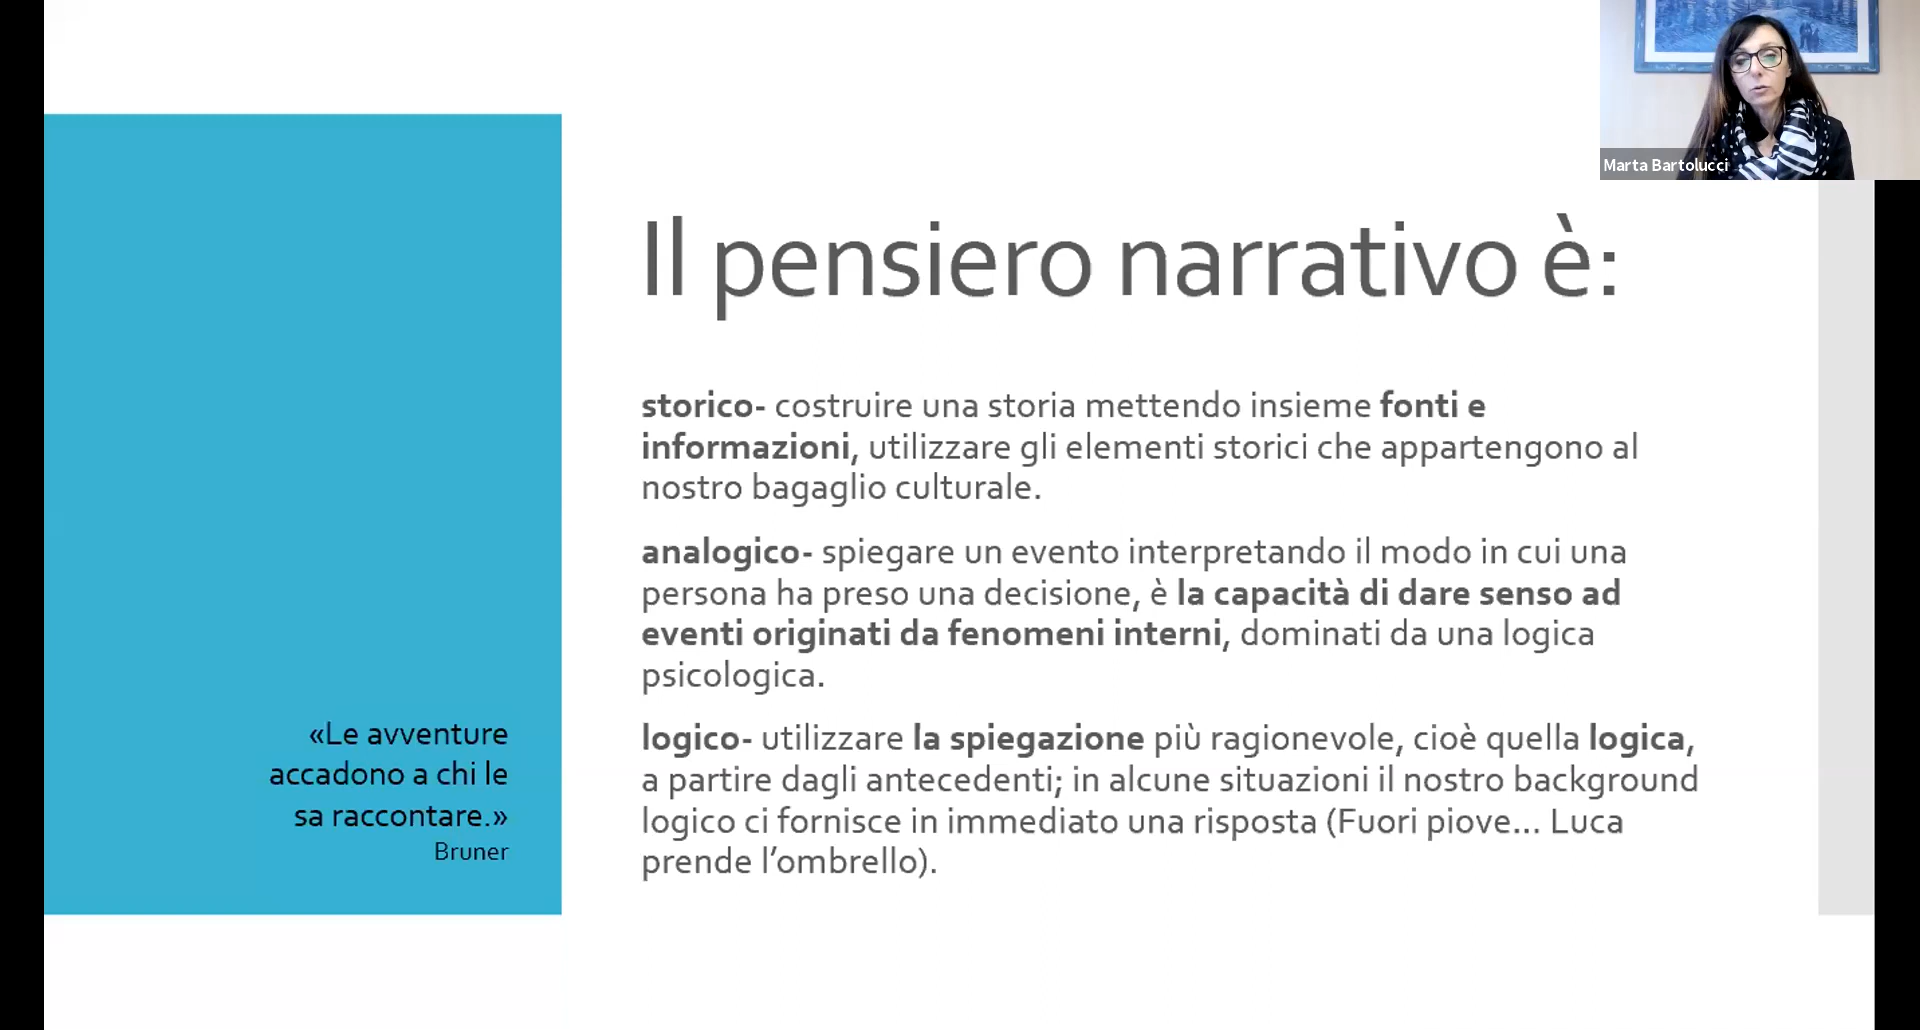 Marta Bartolucci
Il pensiero narrativo è:
storico- costruire una storia mettendo insieme fonti e
informazioni, utilizzare gli elementi storici che appartengono al
nostro bagaglio culturale.
analogico- spiegare un evento interpretando il modo in cui una
persona ha preso una decisione, è la capacità di dare senso ad
eventi originati da fenomeni interni, dominati da una logica
psicologica.
logico- utilizzare la spiegazione più ragionevole, cioè quella logica,
a partire dagli antecedenti; in alcune situazioni il nostro background
logico ci fornisce in immediato una risposta (Fuori piove... Luca
prende l’ombrello).
«Le avventure
accadono a chi le
sa raccontare.»
Bruner